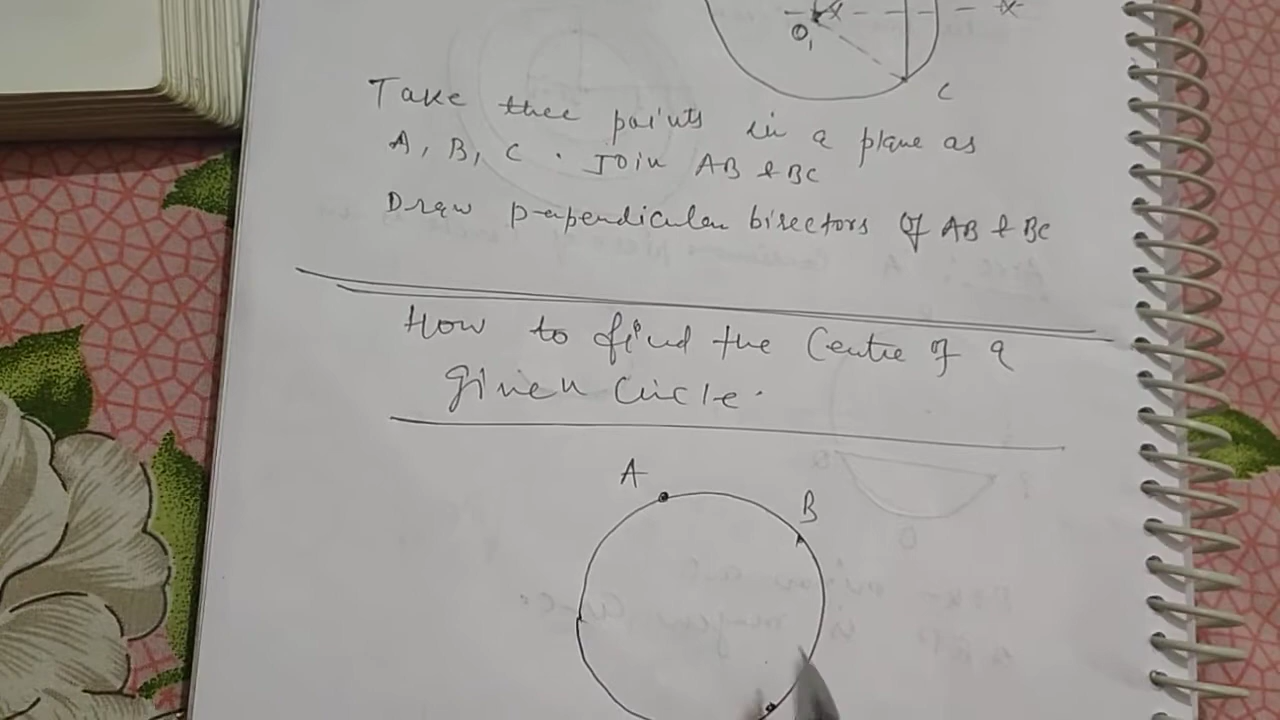 O₁
C
Take thee points in a plane as
A, B, C . Join AB & BC
Draw perpendicular bisectors of AB & BC
How to find the Centre of a
given circle.
A
B